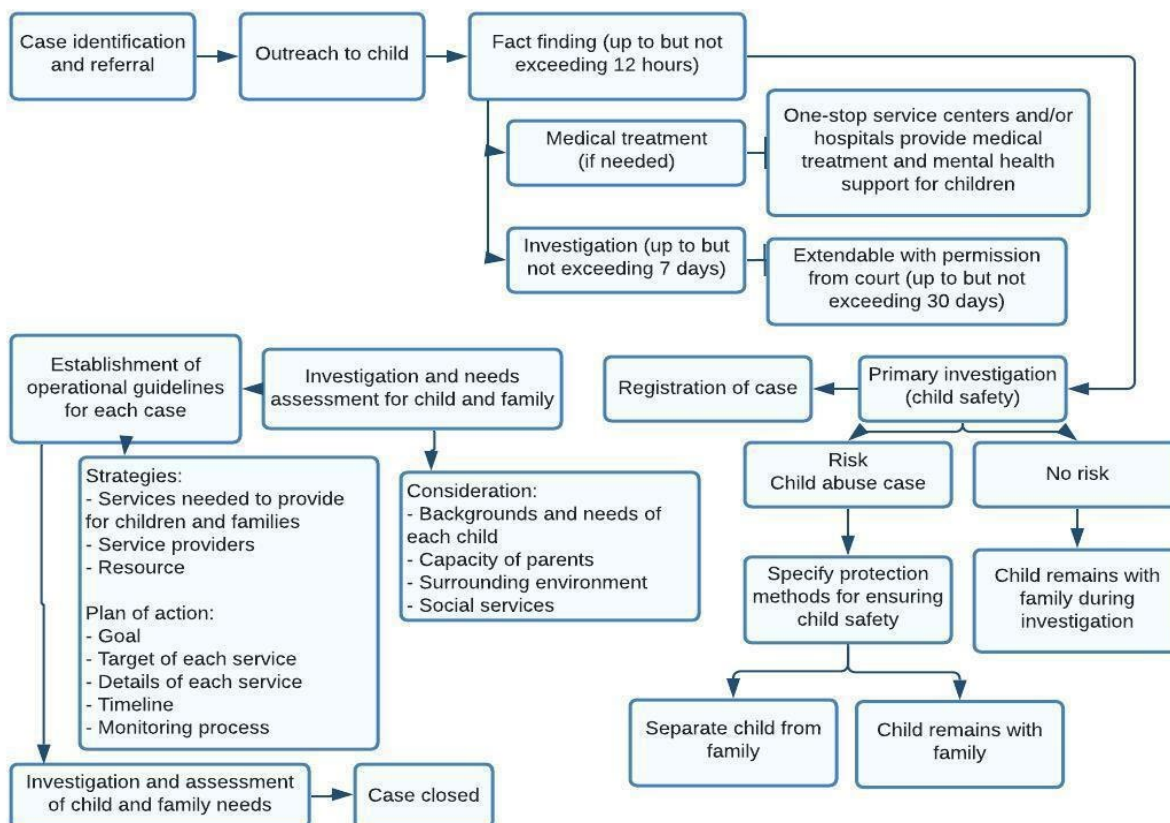 Case identification
and referral
Outreach to child
Fact finding (up to but not
exceeding 12 hours)
Medical treatment
(if needed)
One-stop service centers and/or
hospitals provide medical
treatment and mental health
support for children
Investigation (up to but
not exceeding 7 days)
Extendable with permission
from court (up to but not
exceeding 30 days)
Establishment of
operational guidelines
for each case
Investigation and needs
assessment for child and family
Registration of case
Primary investigation
(child safety)
Strategies:
- Services needed to provide
for children and families
- Service providers
- Resource
Plan of action:
- Goal
- Target of each service
- Details of each service
- Timeline
- Monitoring process
Consideration:
- Backgrounds and needs of
each child
- Capacity of parents
- Surrounding environment
- Social services
Risk
Child abuse case
No risk
Specify protection
methods for ensuring
child safety
Child remains with
family during
investigation
Separate child from
family
Child remains with
family
Investigation and assessment
of child and family needs
Case closed